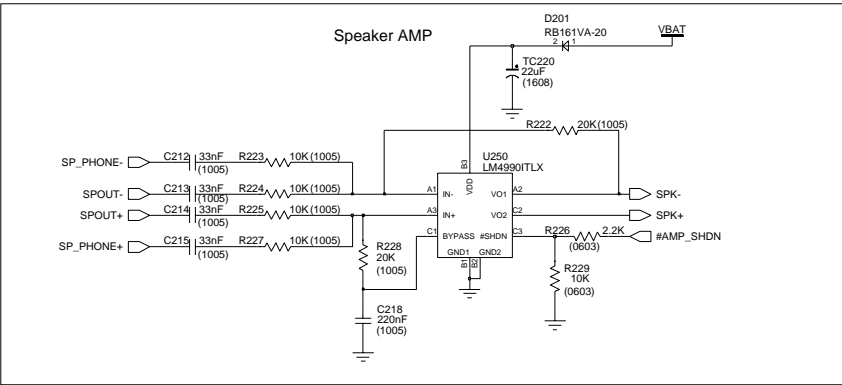 Speaker AMP
D201
RB161VA-20
2
1
VBAT
TC220
22uF
(1608)
R222
20K(1005)
B3
U250
LM4990ITLX
SP_PHONE-
C212
33nF
(1005)
R223
10K(1005)
SPOUT-
C213
33nF
(1005)
R224
10K(1005)
A1
IN-
VDD
VO1
A2
SPK-
SPOUT+
C214
33nF
(1005)
R225
10K(1005)
A3
IN+
VO2
C2
SPK+
SP_PHONE+
C215
33nF
(1005)
R227
10K(1005)
C1
BYPASS
#SHDN
C3
R226
2.2K
(0603)
#AMP_SHDN
GND1
GND2
B1
B2
R228
20K
(1005)
R229
10K
(0603)
C218
220nF
(1005)